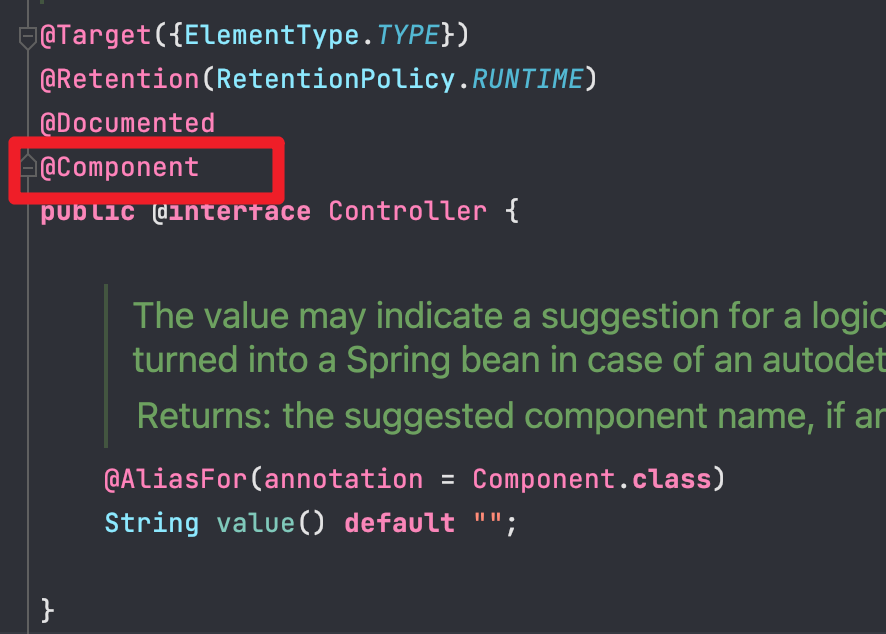 @Target({ElementType.TYPE})
@Retention(RetentionPolicy.RUNTIME)
@Documented
@Component
public @interface Controller {
The value may indicate a suggestion for a logic
turned into a Spring bean in case of an autodet
Returns: the suggested component name, if an
@AliasFor(annotation = Component.class)
String value() default "";
}